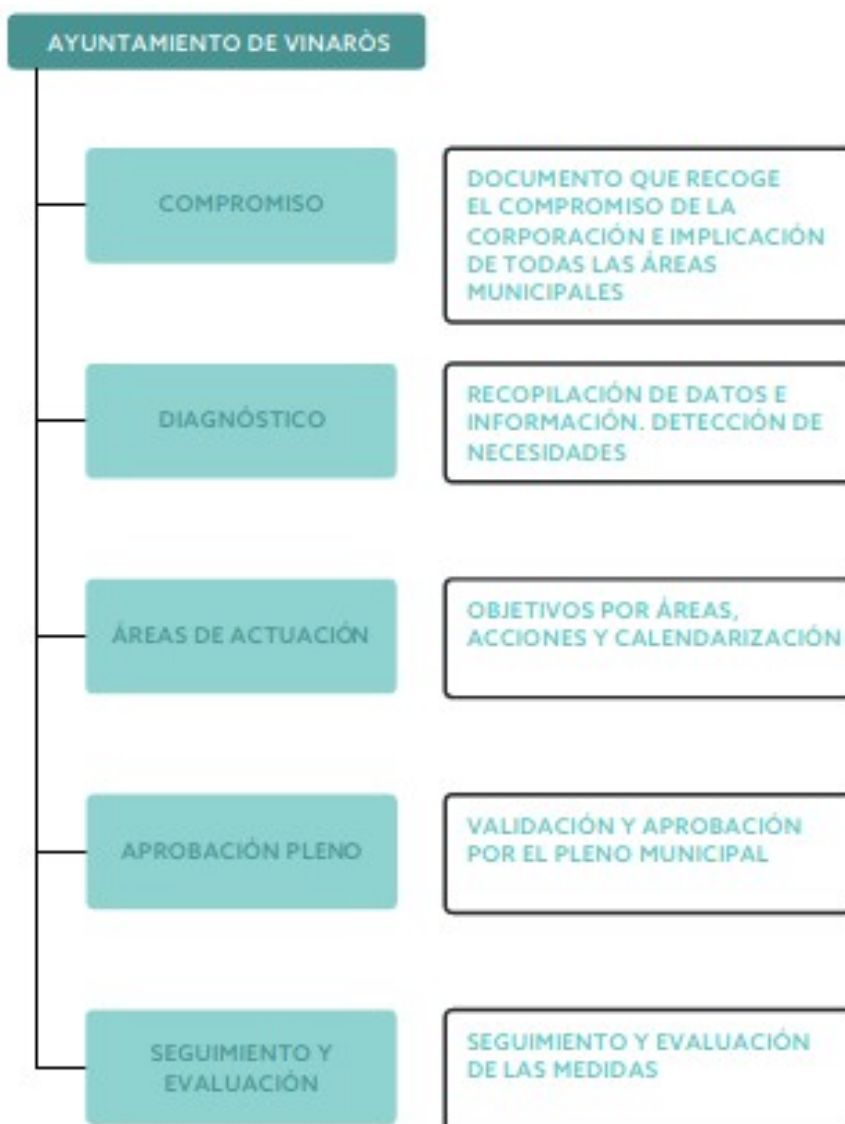 AYUNTAMIENTO DE VINARÒS
COMPROMISO
DOCUMENTO QUE RECOGE
EL COMPROMISO DE LA
CORPORACIÓN E IMPLICACIÓN
DE TODAS LAS ÁREAS
MUNICIPALES
DIAGNÓSTICO
RECOPILACIÓN DE DATOS E
INFORMACIÓN. DETECCIÓN DE
NECESIDADES
ÁREAS DE ACTUACIÓN
OBJETIVOS POR ÁREAS,
ACCIONES Y CALENDARIZACIÓN
APROBACIÓN PLENO
VALIDACIÓN Y APROBACIÓN
POR EL PLENO MUNICIPAL
SEGUIMIENTO Y
EVALUACIÓN
SEGUIMIENTO Y EVALUACIÓN
DE LAS MEDIDAS